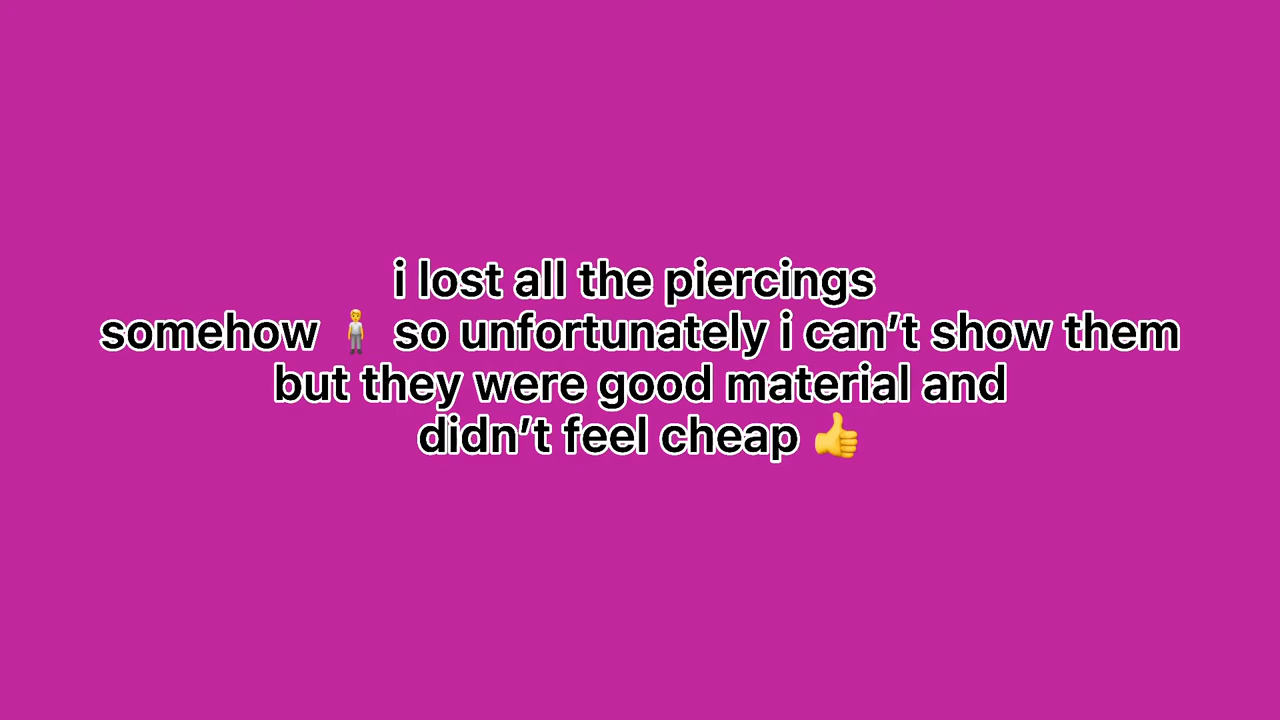 i lost all the piercings
somehow 🧍 so unfortunately i can’t show them
but they were good material and
didn’t feel cheap 👍